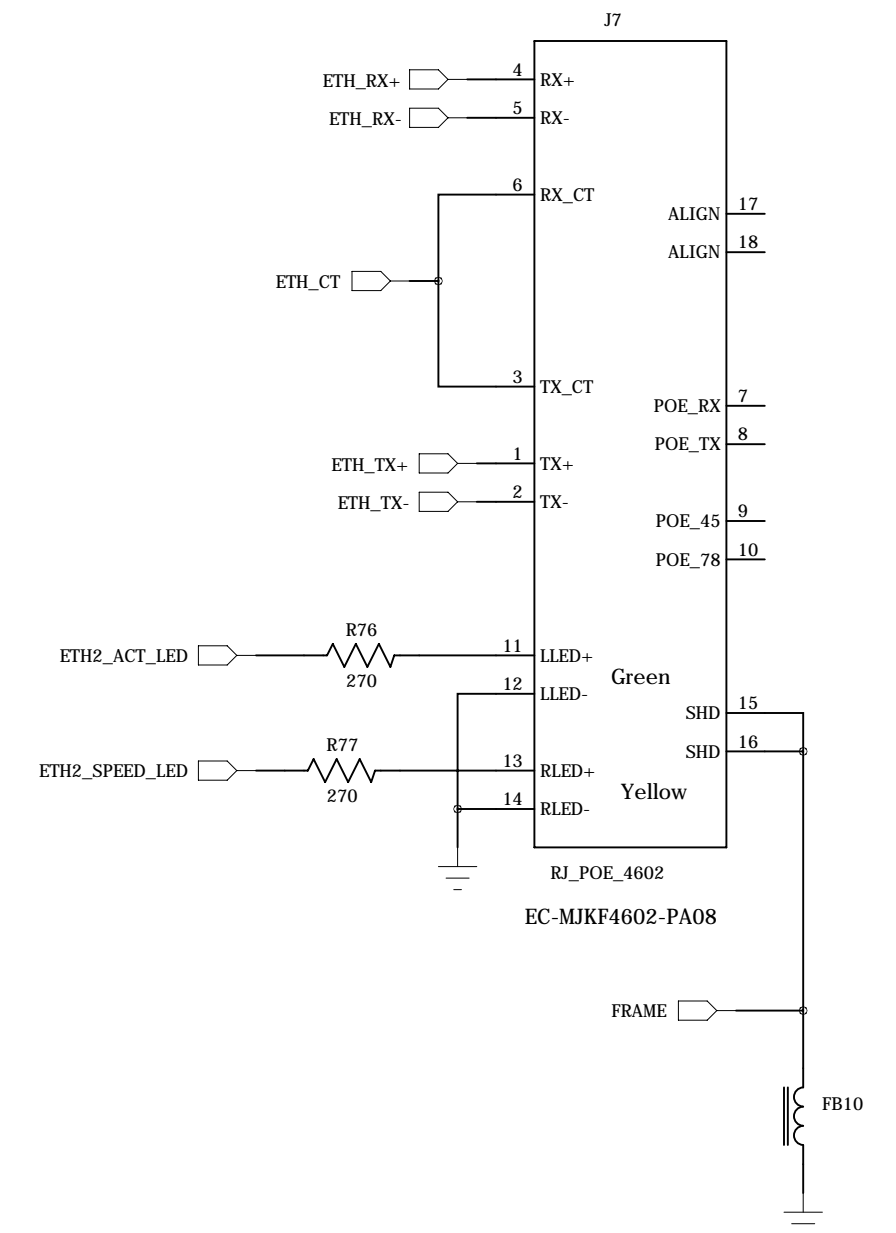 J7
ETH_RX+ 4 RX+
ETH_RX- 5 RX-
6 RX_CT
ALIGN 17
ALIGN 18
ETH_CT
3 TX_CT
POE_RX 7
POE_TX 8
ETH_TX+ 1 TX+
ETH_TX- 2 TX-
POE_45 9
POE_78 10
R76
ETH2_ACT_LED 11 LLED+
270
Green
12 LLED-
SHD 15
R77
SHD 16
ETH2_SPEED_LED 13 RLED+
270
Yellow
14 RLED-
RJ_POE_4602
EC-MJKF4602-PA08
FRAME
FB10